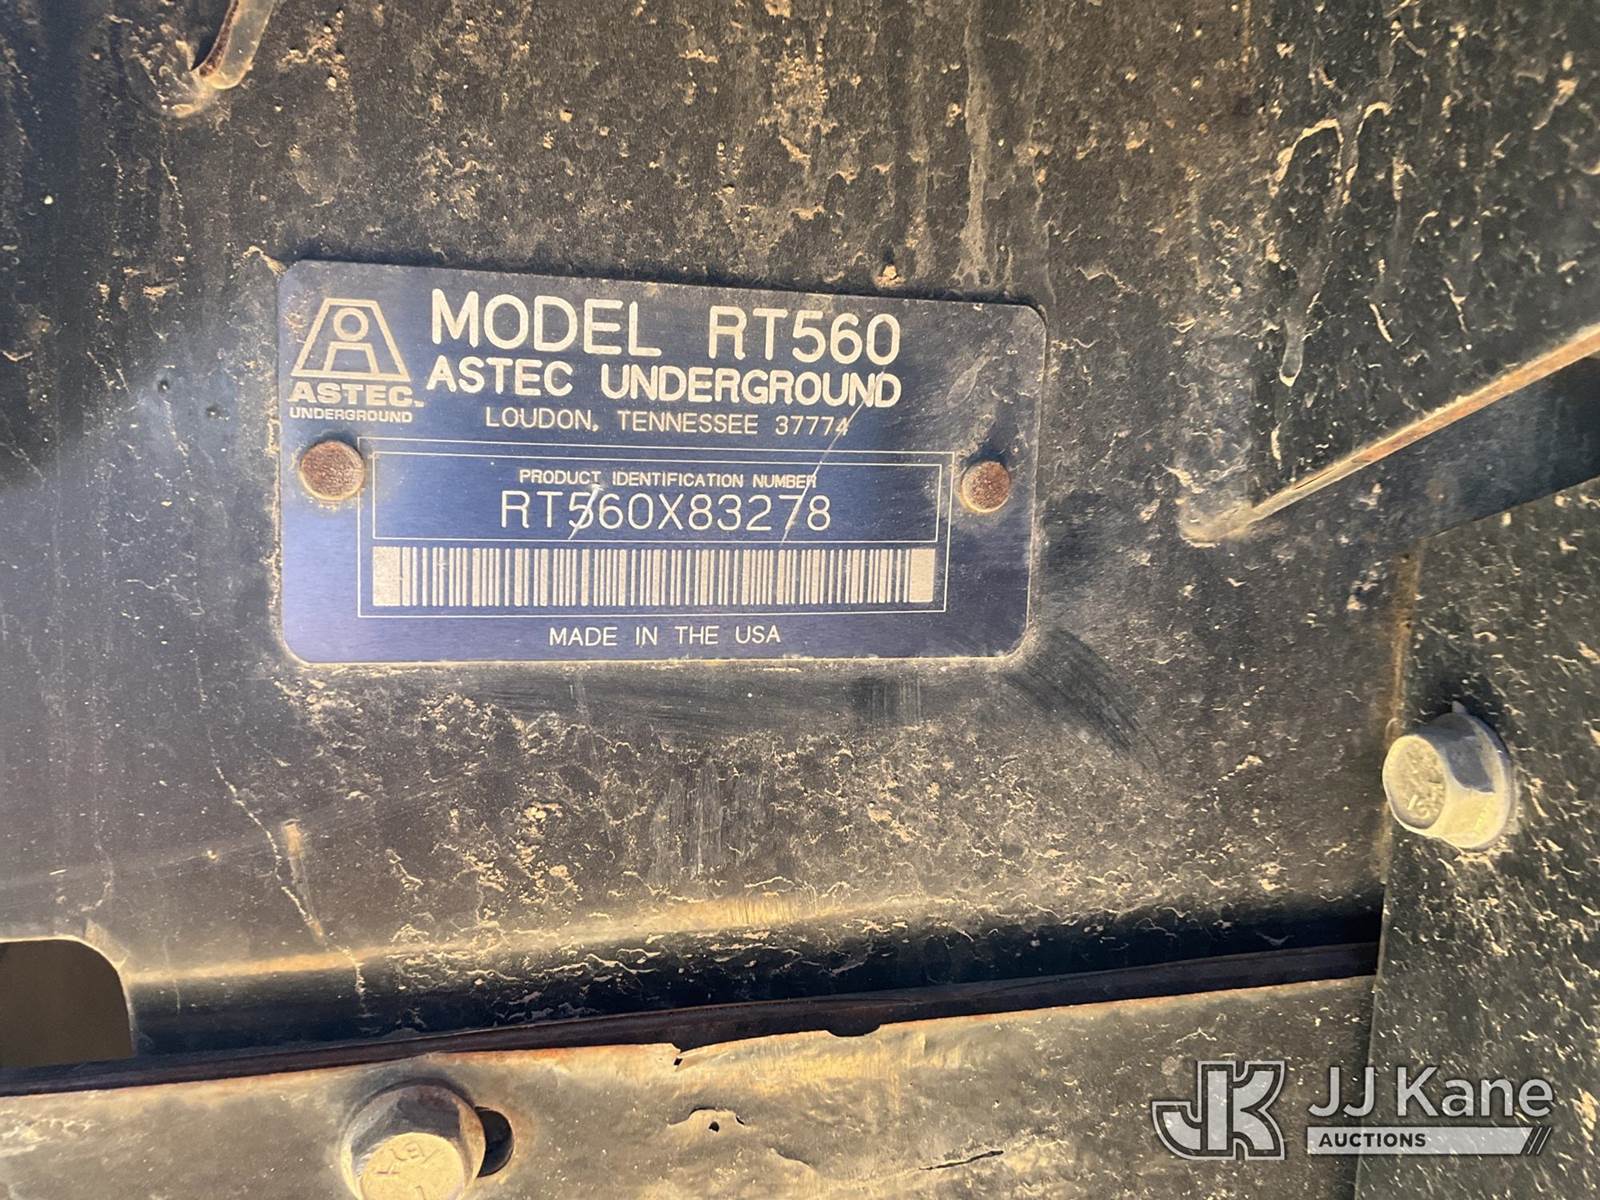 MODEL RT560
ASTEC UNDERGROUND
LOUDON, TENNESSEE 37774
ASTEC
UNDERGROUND
PRODUCT IDENTIFICATION NUMBER
RT560X83278
MADE IN THE USA
JK JJ Kane
AUCTIONS